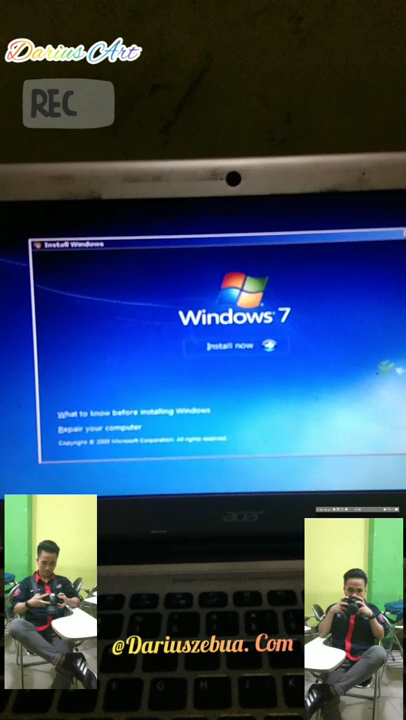 Darius Art
REC
Install Windows
Windows 7
Install now
What to know before installing Windows
Repair your computer
Copyright © 2009 Microsoft Corporation. All rights reserved.
acer
@Dariuszebua. Com